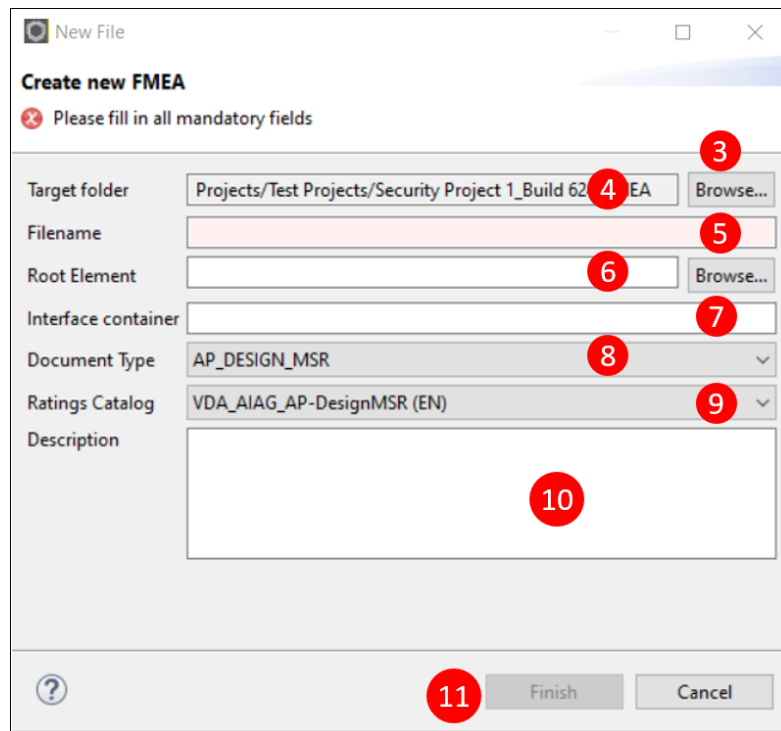 New File
Create new FMEA
Please fill in all mandatory fields
3
Target folder Projects/Test Projects/Security Project 1_Build 62 4 EA Browse...
Filename 5
Root Element 6 Browse...
Interface container 7
Document Type AP_DESIGN_MSR 8
Ratings Catalog VDA_AIAG_AP-DesignMSR (EN) 9
Description
10
? 11 Finish Cancel